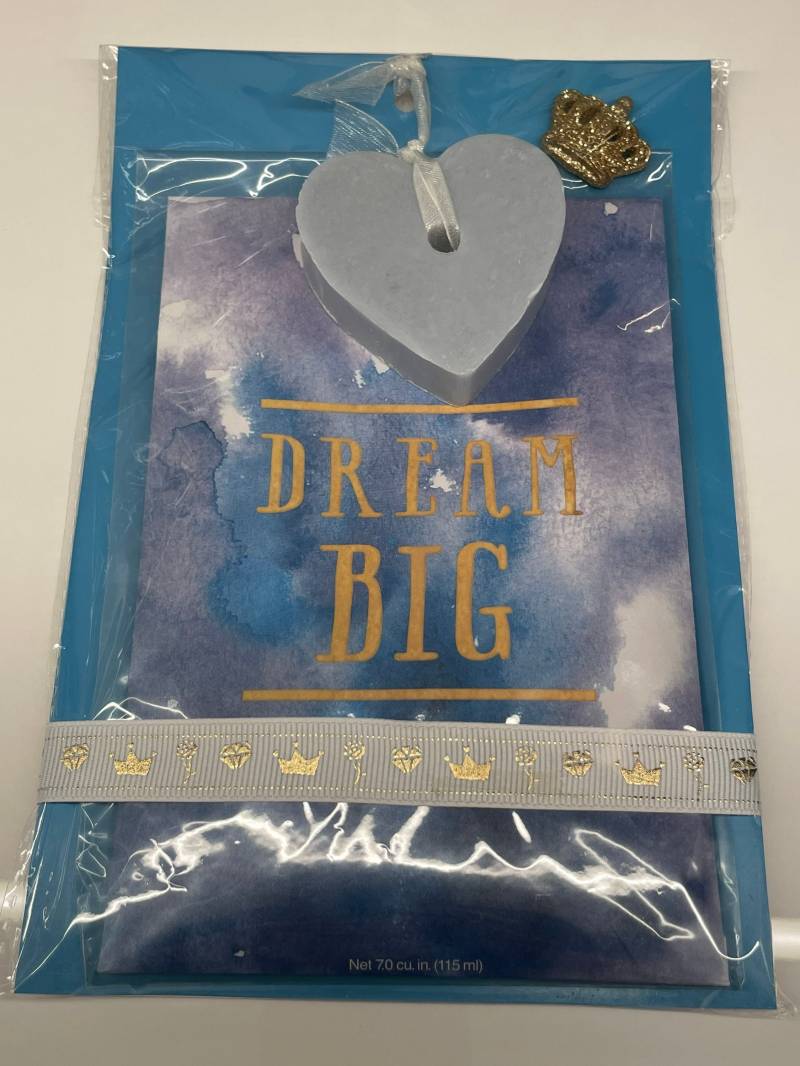 DREAM
BIG
Net 7.0 cu. in. (115 ml)